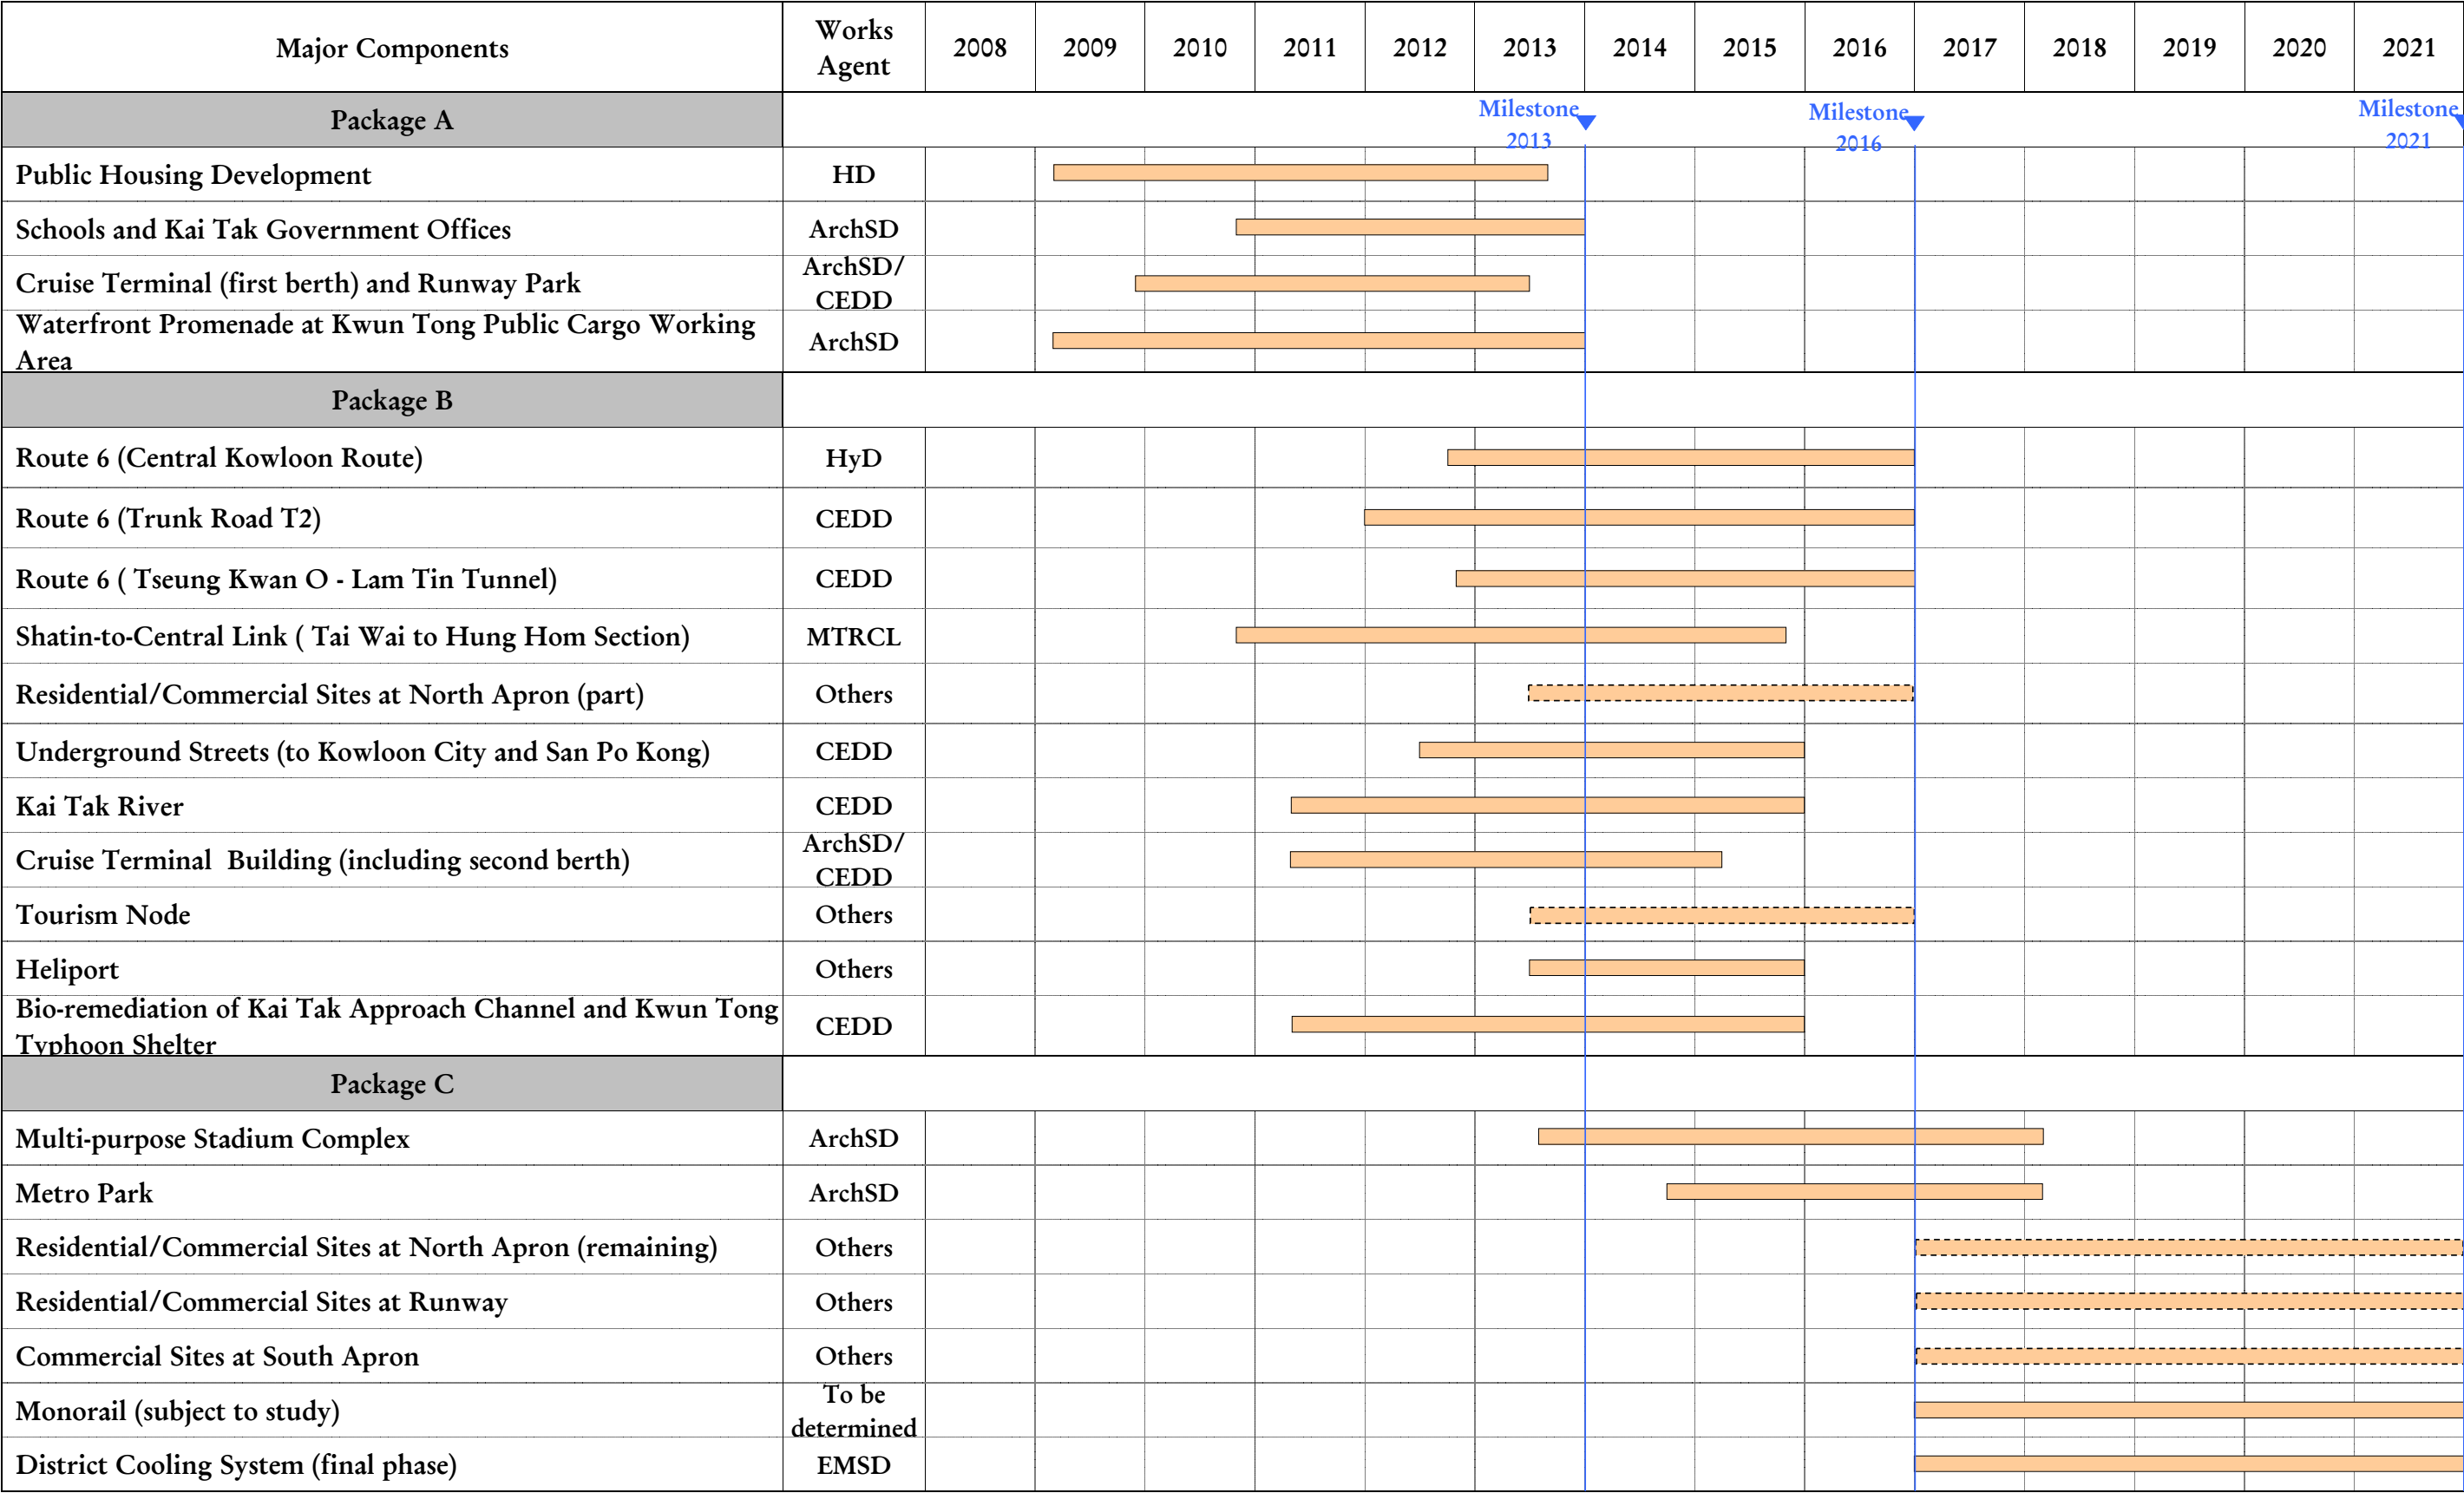 Major Components
Works
Agent
2008 2009 2010 2011 2012 2013 2014 2015 2016 2017 2018 2019 2020 2021
Package A
Milestone
2013
Milestone
2016
Milestone
2021
Public Housing Development HD
Schools and Kai Tak Government Offices ArchSD
Cruise Terminal (first berth) and Runway Park
ArchSD/
CEDD
Waterfront Promenade at Kwun Tong Public Cargo Working
Area
ArchSD
Package B
Route 6 (Central Kowloon Route) HyD
Route 6 (Trunk Road T2) CEDD
Route 6 ( Tseung Kwan O - Lam Tin Tunnel) CEDD
Shatin-to-Central Link ( Tai Wai to Hung Hom Section) MTRCL
Residential/Commercial Sites at North Apron (part) Others
Underground Streets (to Kowloon City and San Po Kong) CEDD
Kai Tak River CEDD
Cruise Terminal  Building (including second berth)
ArchSD/
CEDD
Tourism Node Others
Heliport Others
Bio-remediation of Kai Tak Approach Channel and Kwun Tong
Typhoon Shelter
CEDD
Package C
Multi-purpose Stadium Complex ArchSD
Metro Park ArchSD
Residential/Commercial Sites at North Apron (remaining) Others
Residential/Commercial Sites at Runway Others
Commercial Sites at South Apron Others
Monorail (subject to study)
To be
determined
District Cooling System (final phase) EMSD